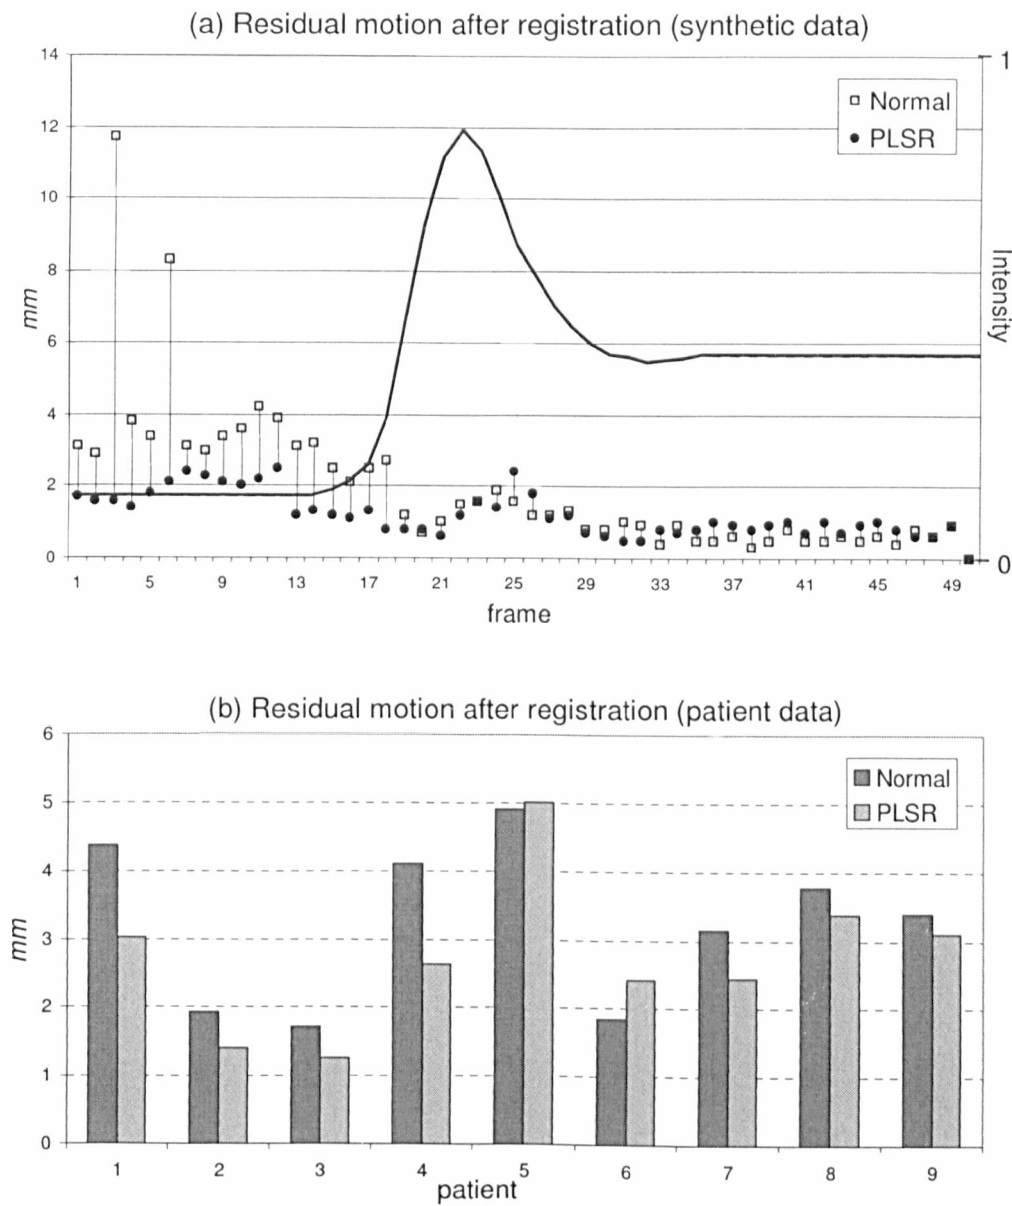 (a) Residual motion after registration (synthetic data)
14
12
10
8
6
4
2
0
mm
1
Intensity
0
Normal
PLSR
1 5 9 13 17 21 25 29 33 37 41 45 49
frame
(b) Residual motion after registration (patient data)
6
5
4
3
2
1
0
mm
Normal
PLSR
1 2 3 4 5 6 7 8 9
patient